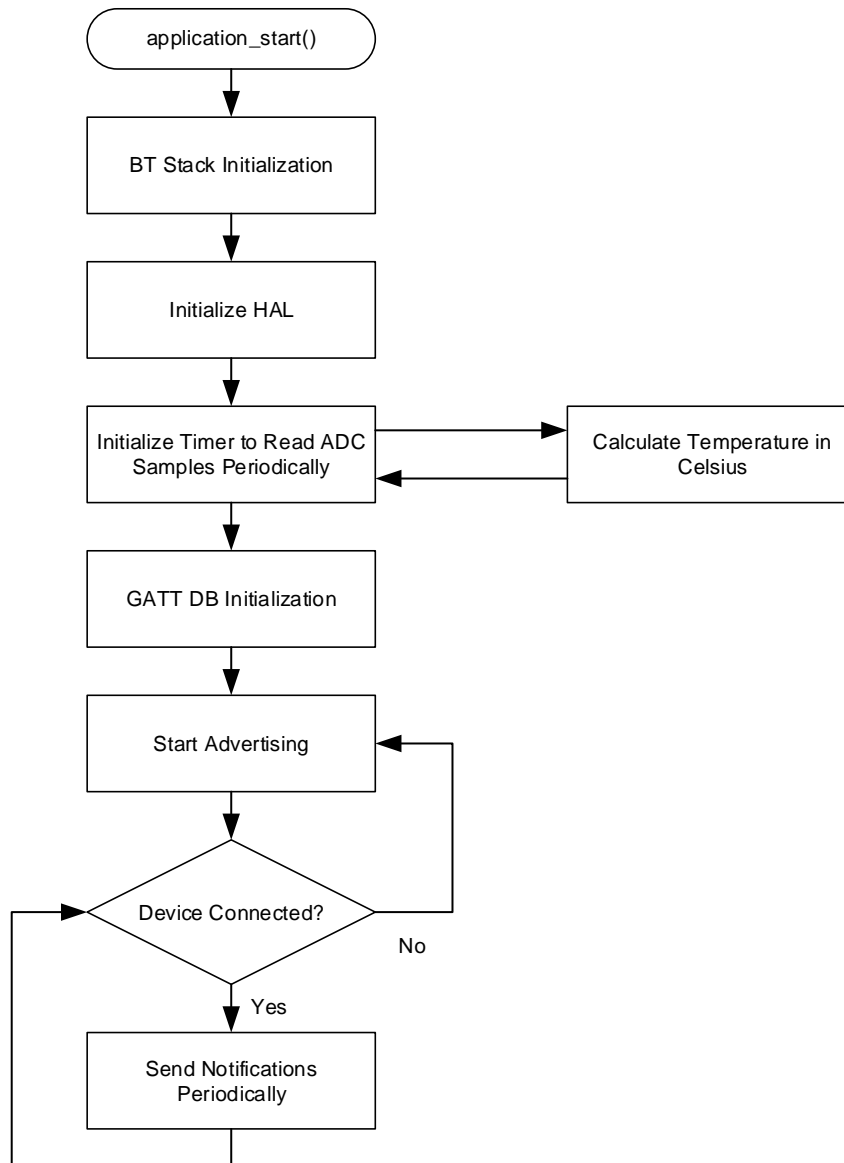 application_start()
BT Stack Initialization
Initialize HAL
Initialize Timer to Read ADC
Samples Periodically
Calculate Temperature in
Celsius
GATT DB Initialization
Start Advertising
Device Connected?
No
Yes
Send Notifications
Periodically